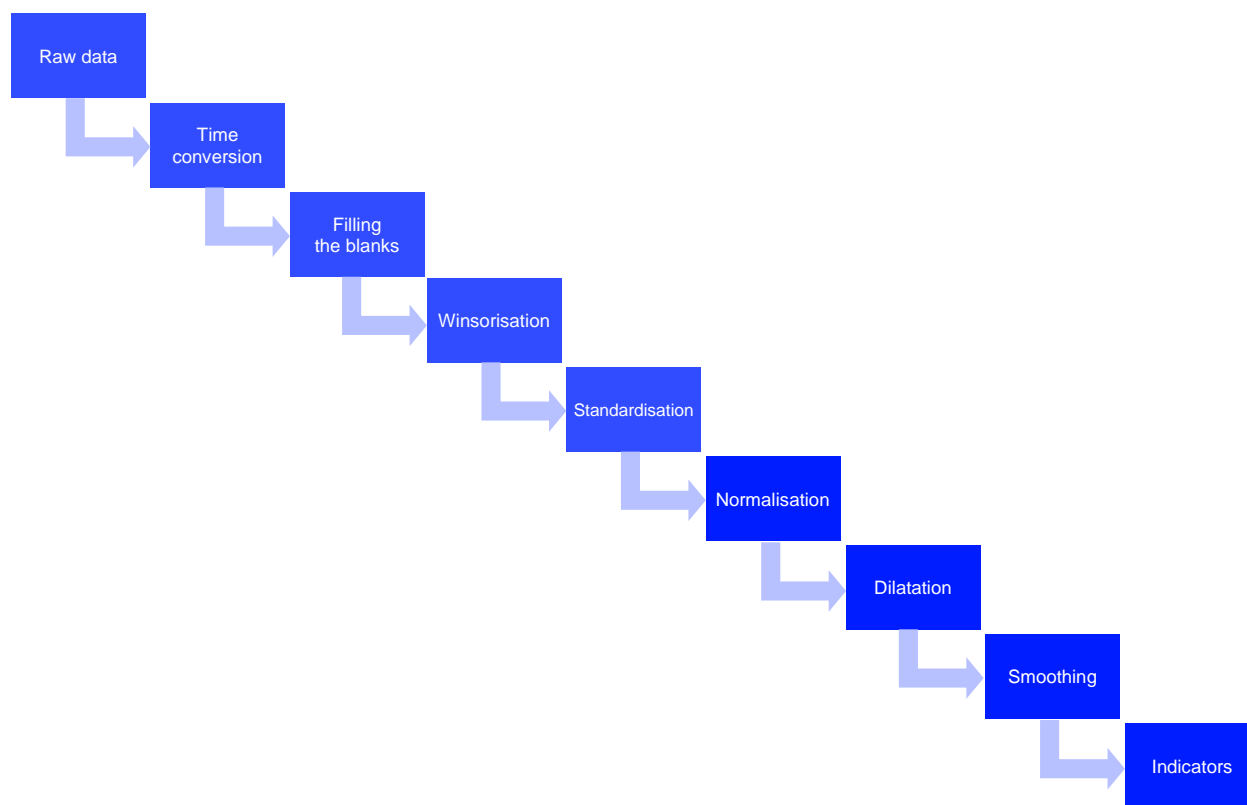 Raw data
Time
conversion
Filling
the blanks
Winsorisation
Standardisation
Normalisation
Dilatation
Smoothing
Indicators